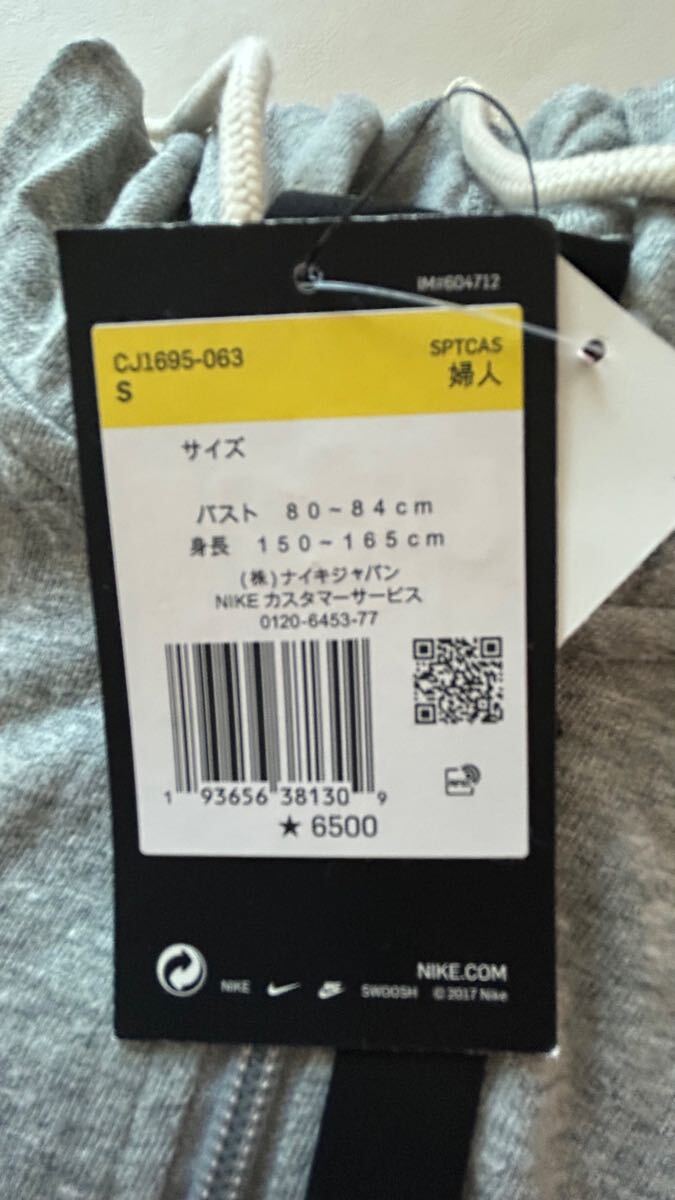 IM#604712
CJ1695-063
SPTCAS
S
婦人
サイズ
バスト 80~84cm
身長 150~165cm
(株)ナイキジャパン
NIKE カスタマーサービス
0120-6453-77
1 93656 38130 9
★ 6500
NIKE.COM
NIKE SWOOSH © 2017 Nike